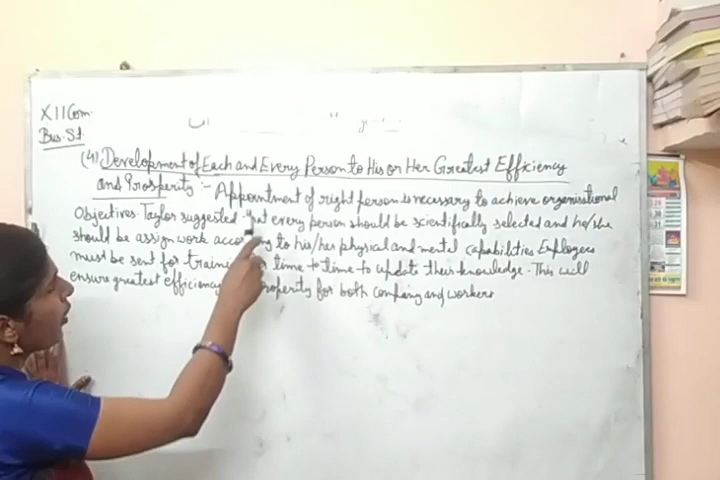 XII Com.
Bus. St.
(4) Development of Each and Every Person to His or Her Greatest Efficiency
and Prosperity :- Appointment of right person is necessary to achieve organisational
Objectives. Taylor suggested that every person should be scientifically selected and he/she
should be assign work according to his/her physical and mental capabilities Employees
must be sent for training time to time to update their knowledge. This will
ensure greatest efficiency for both company and workers